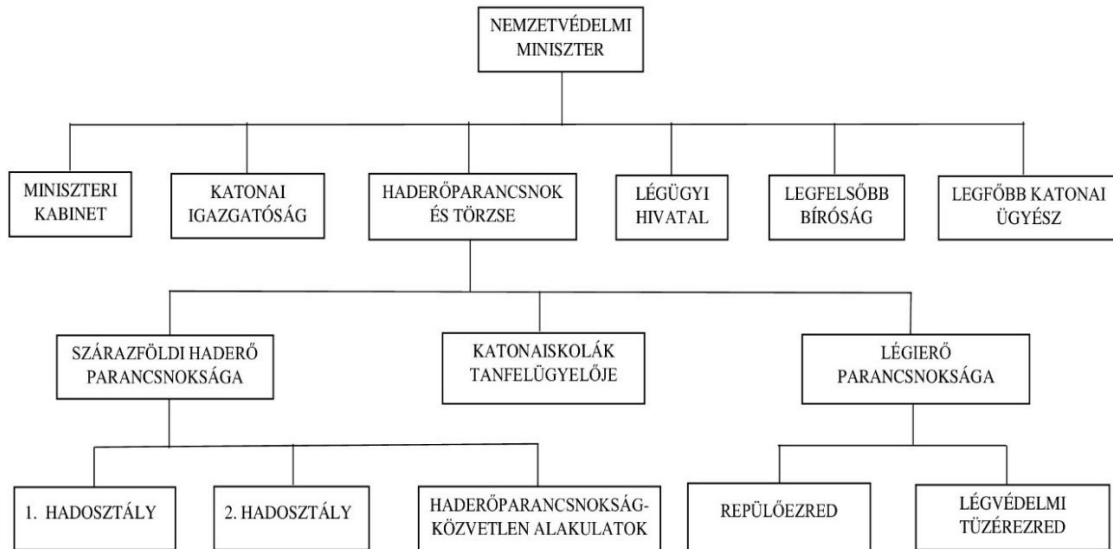 NEMZETVÉDELMI
MINISZTER
MINISZTERI
KABINET
KATONAI
IGAZGATÓSÁG
HADERŐPARANCSNOK
ÉS TÖRZSE
LÉGÜGYI
HIVATAL
LEGFELSŐBB
BÍRÓSÁG
LEGFŐBB KATONAI
ÜGYÉSZ
SZÁRAZFÖLDI HADERŐ
PARANCSNOKSÁGA
KATONAISKOLÁK
TANFELÜGYELŐJE
LÉGIERŐ
PARANCSNOKSÁGA
1. HADOSZTÁLY
2. HADOSZTÁLY
HADERŐPARANCSNOKSÁG-
KÖZVETLEN ALAKULATOK
REPÜLŐEZRED
LÉGVÉDELMI
TÜZÉREZRED